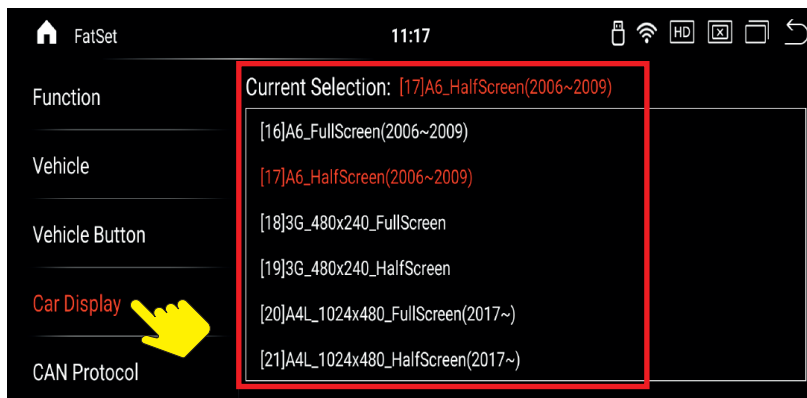 FatSet
11:17
HD
Function
Vehicle
Vehicle Button
Car Display
CAN Protocol
Current Selection: [17]A6_HalfScreen(2006~2009)
[16]A6_FullScreen(2006~2009)
[17]A6_HalfScreen(2006~2009)
[18]3G_480x240_FullScreen
[19]3G_480x240_HalfScreen
[20]A4L_1024x480_FullScreen(2017~)
[21]A4L_1024x480_HalfScreen(2017~)